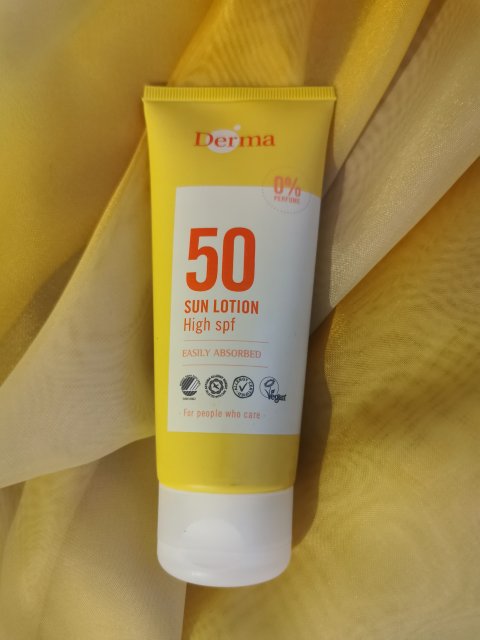 Derma
0%
PERFUME
50
SUN LOTION
High spf
EASILY ABSORBED
Vegan
- For people who care -